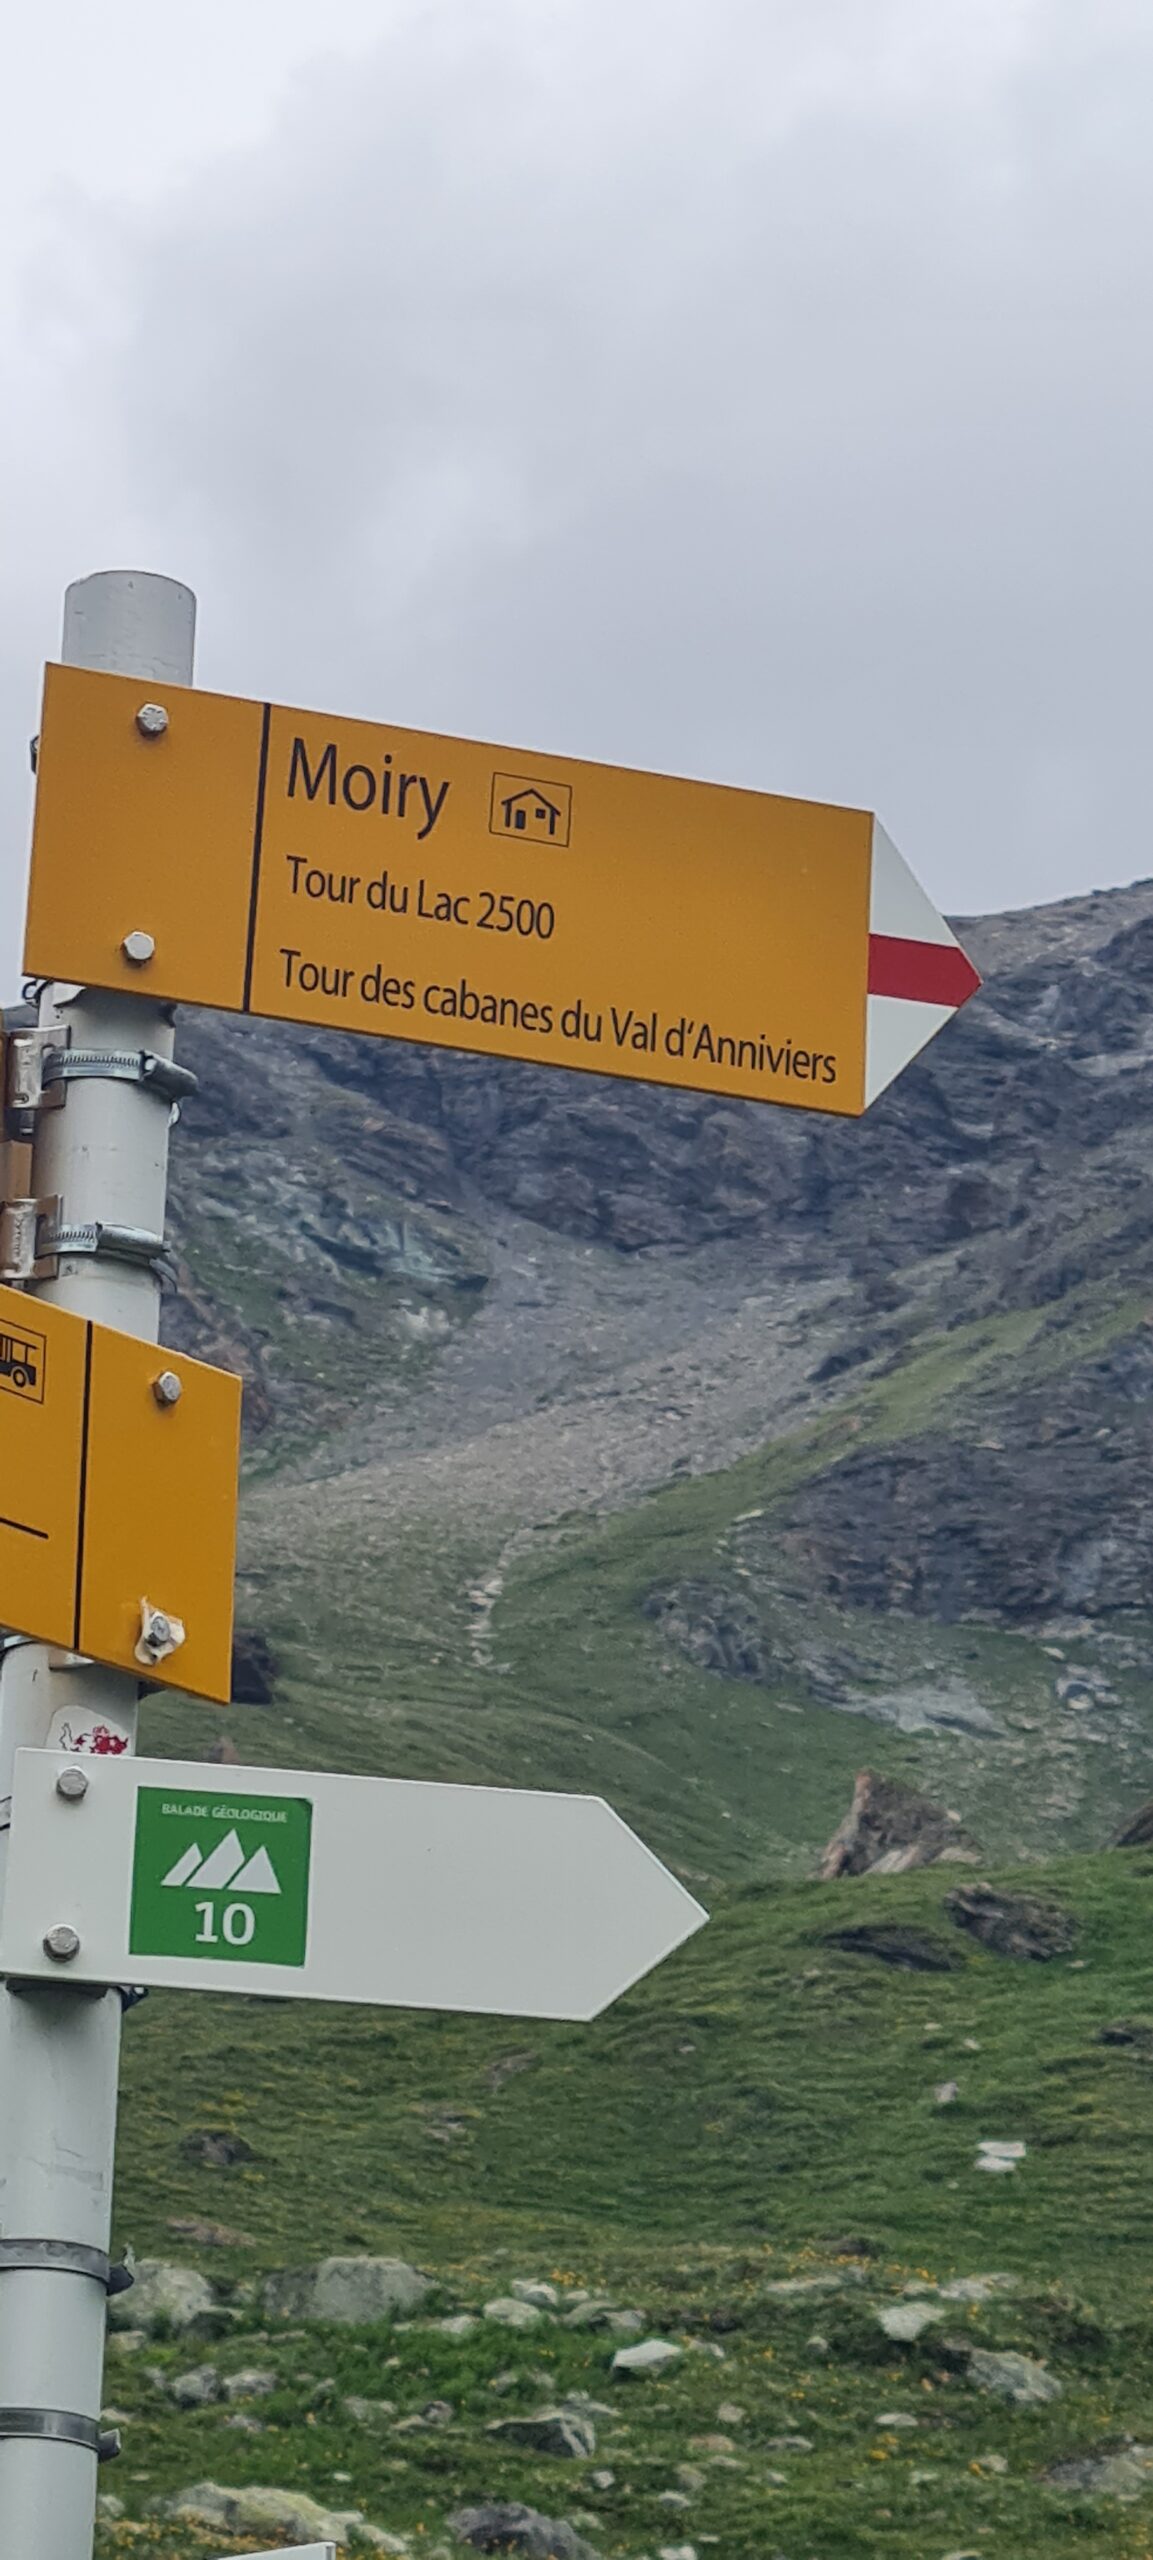 Moiry
Tour du Lac 2500
Tour des cabanes du Val d'Anniviers
BALADE GÉOLOGIQUE
10